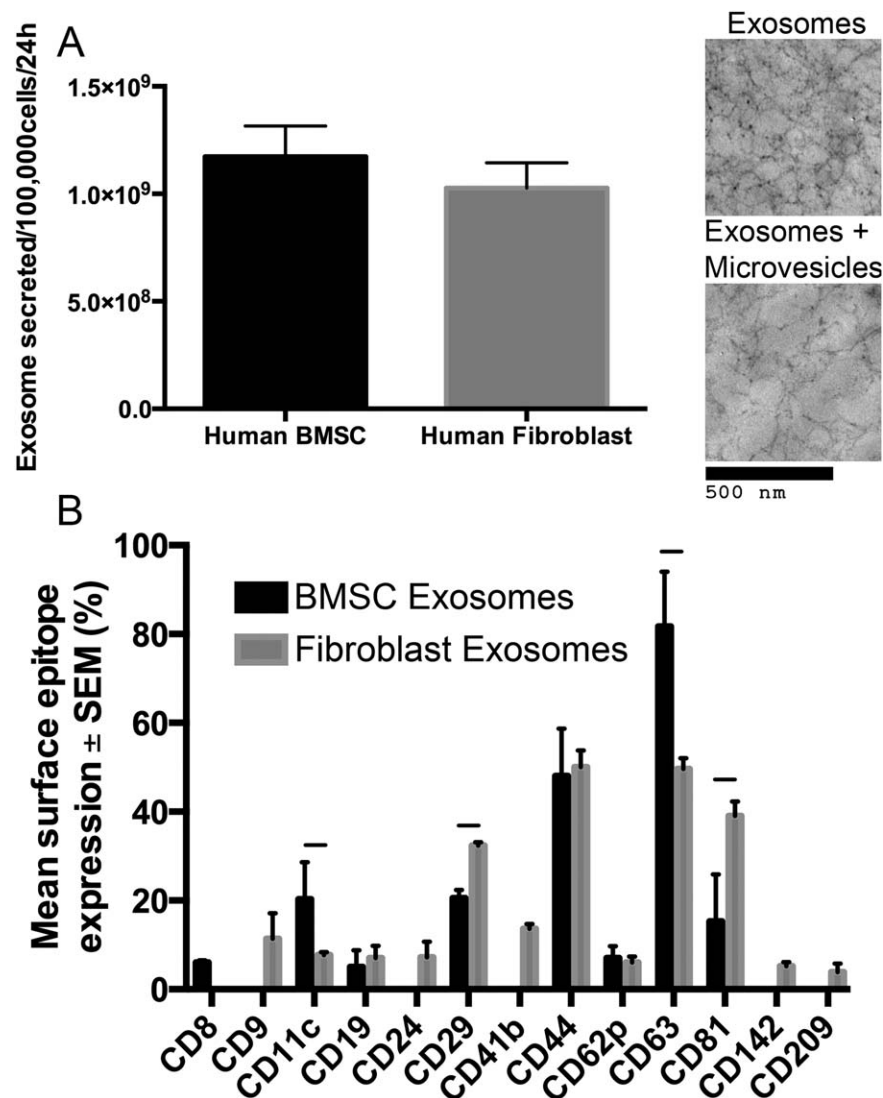 A
Exosome secreted/100,000cells/24h
1.5×10⁹
1.0×10⁹
5.0×10⁸
0.0
Human BMSC
Human Fibroblast
Exosomes
Exosomes +
Microvesicles
500 nm
B
Mean surface epitope
expression ± SEM (%)
100
80
60
40
20
0
BMSC Exosomes
Fibroblast Exosomes
CD8
CD9
CD11c
CD19
CD24
CD29
CD41b
CD44
CD62p
CD63
CD81
CD142
CD209